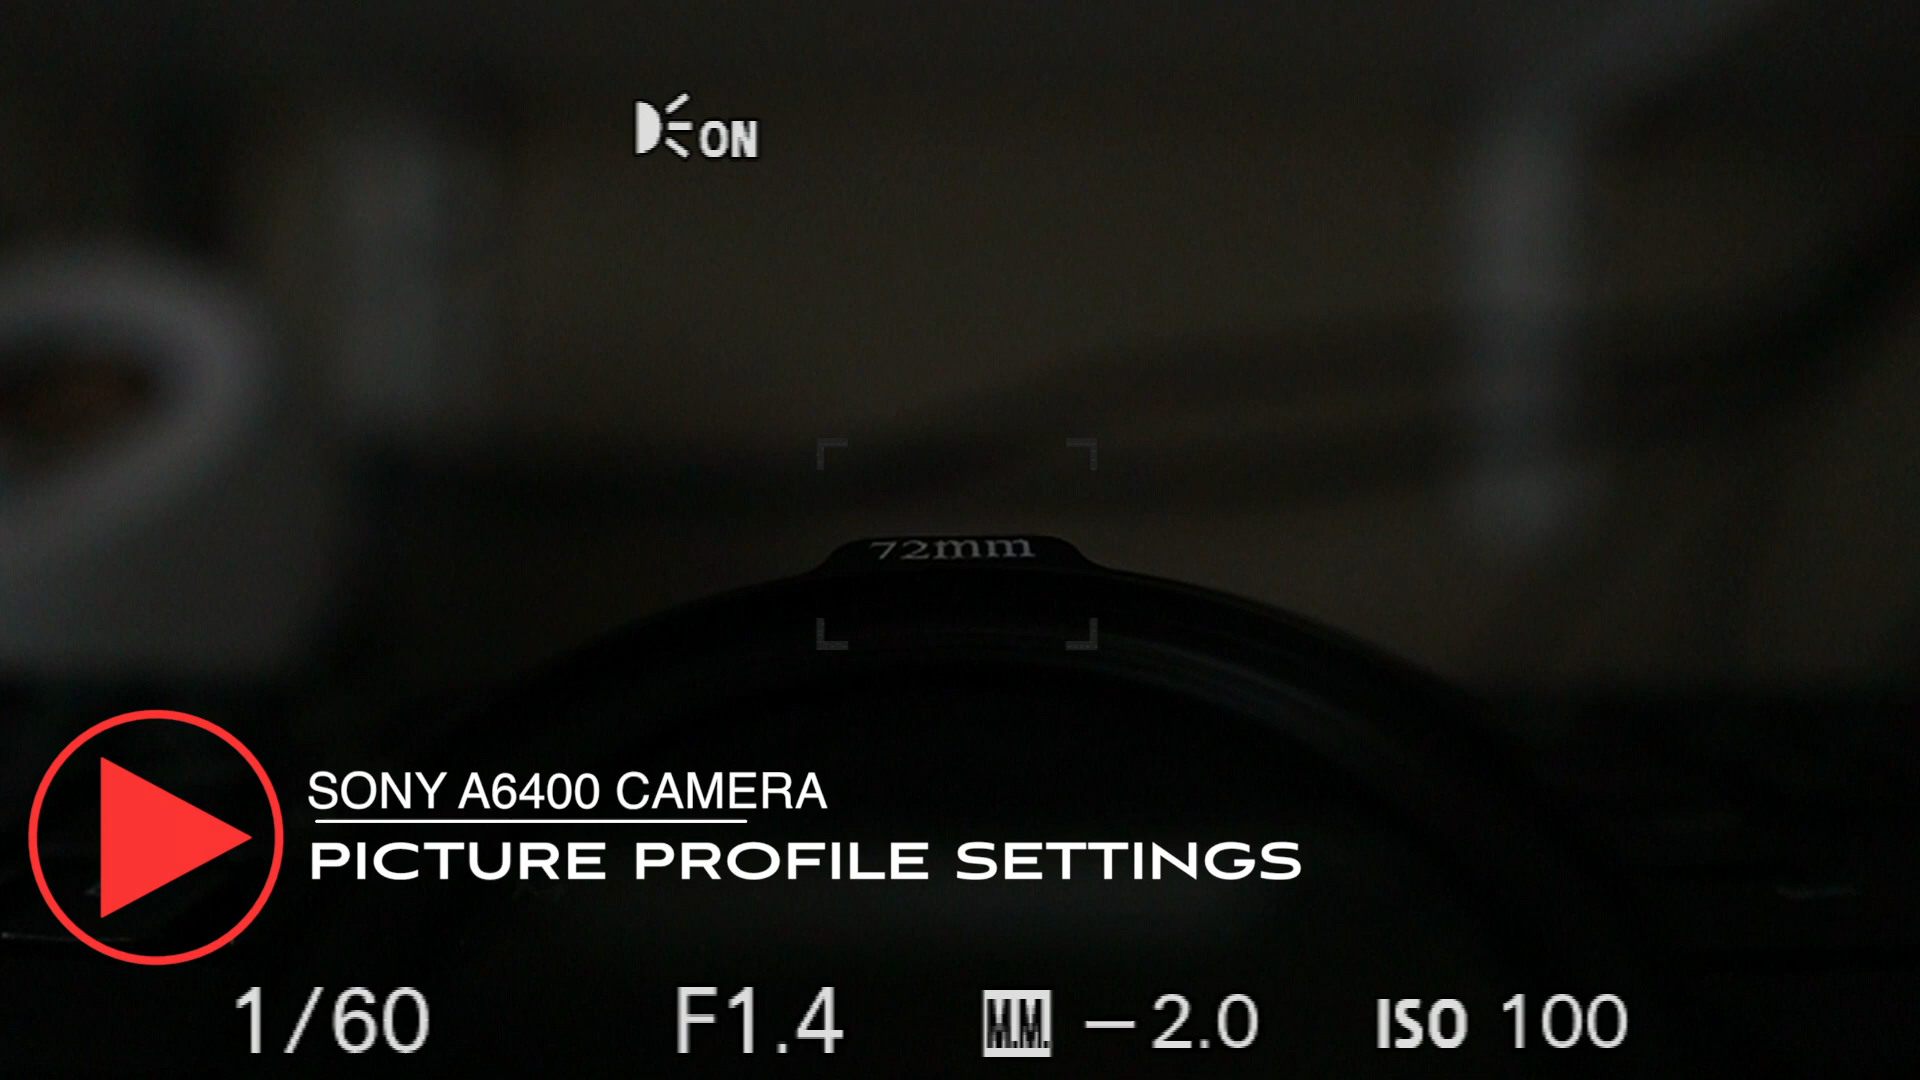 ON
72mm
SONY A6400 CAMERA
PICTURE PROFILE SETTINGS
1/60 F1.4 M.M. −2.0 ISO 100